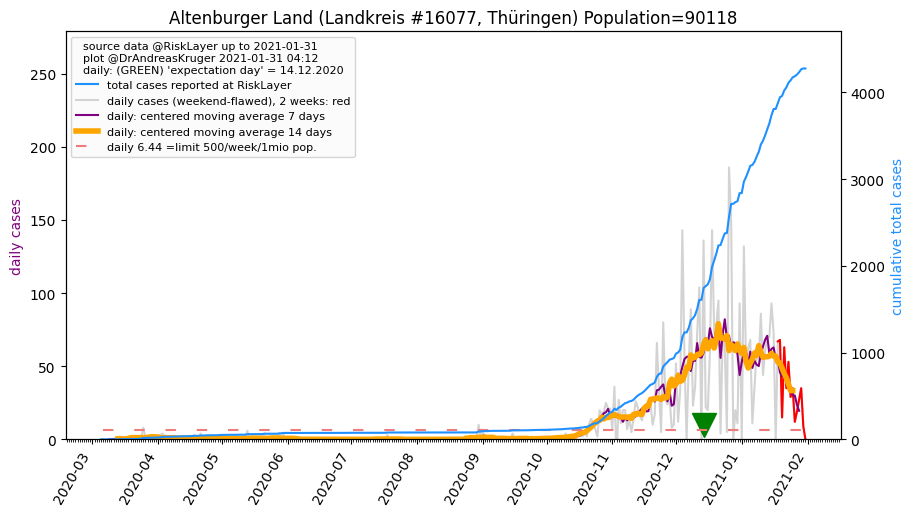 Altenburger Land (Landkreis #16077, Thüringen) Population=90118
source data @RiskLayer up to 2021-01-31
plot @DrAndreasKruger 2021-01-31 04:12
daily: (GREEN) 'expectation day' = 14.12.2020
total cases reported at RiskLayer
daily cases (weekend-flawed), 2 weeks: red
daily: centered moving average 7 days
daily: centered moving average 14 days
daily 6.44 =limit 500/week/1mio pop.
daily cases
250
200
150
100
50
0
cumulative total cases
4000
3000
2000
1000
0
2020-03
2020-04
2020-05
2020-06
2020-07
2020-08
2020-09
2020-10
2020-11
2020-12
2021-01
2021-02